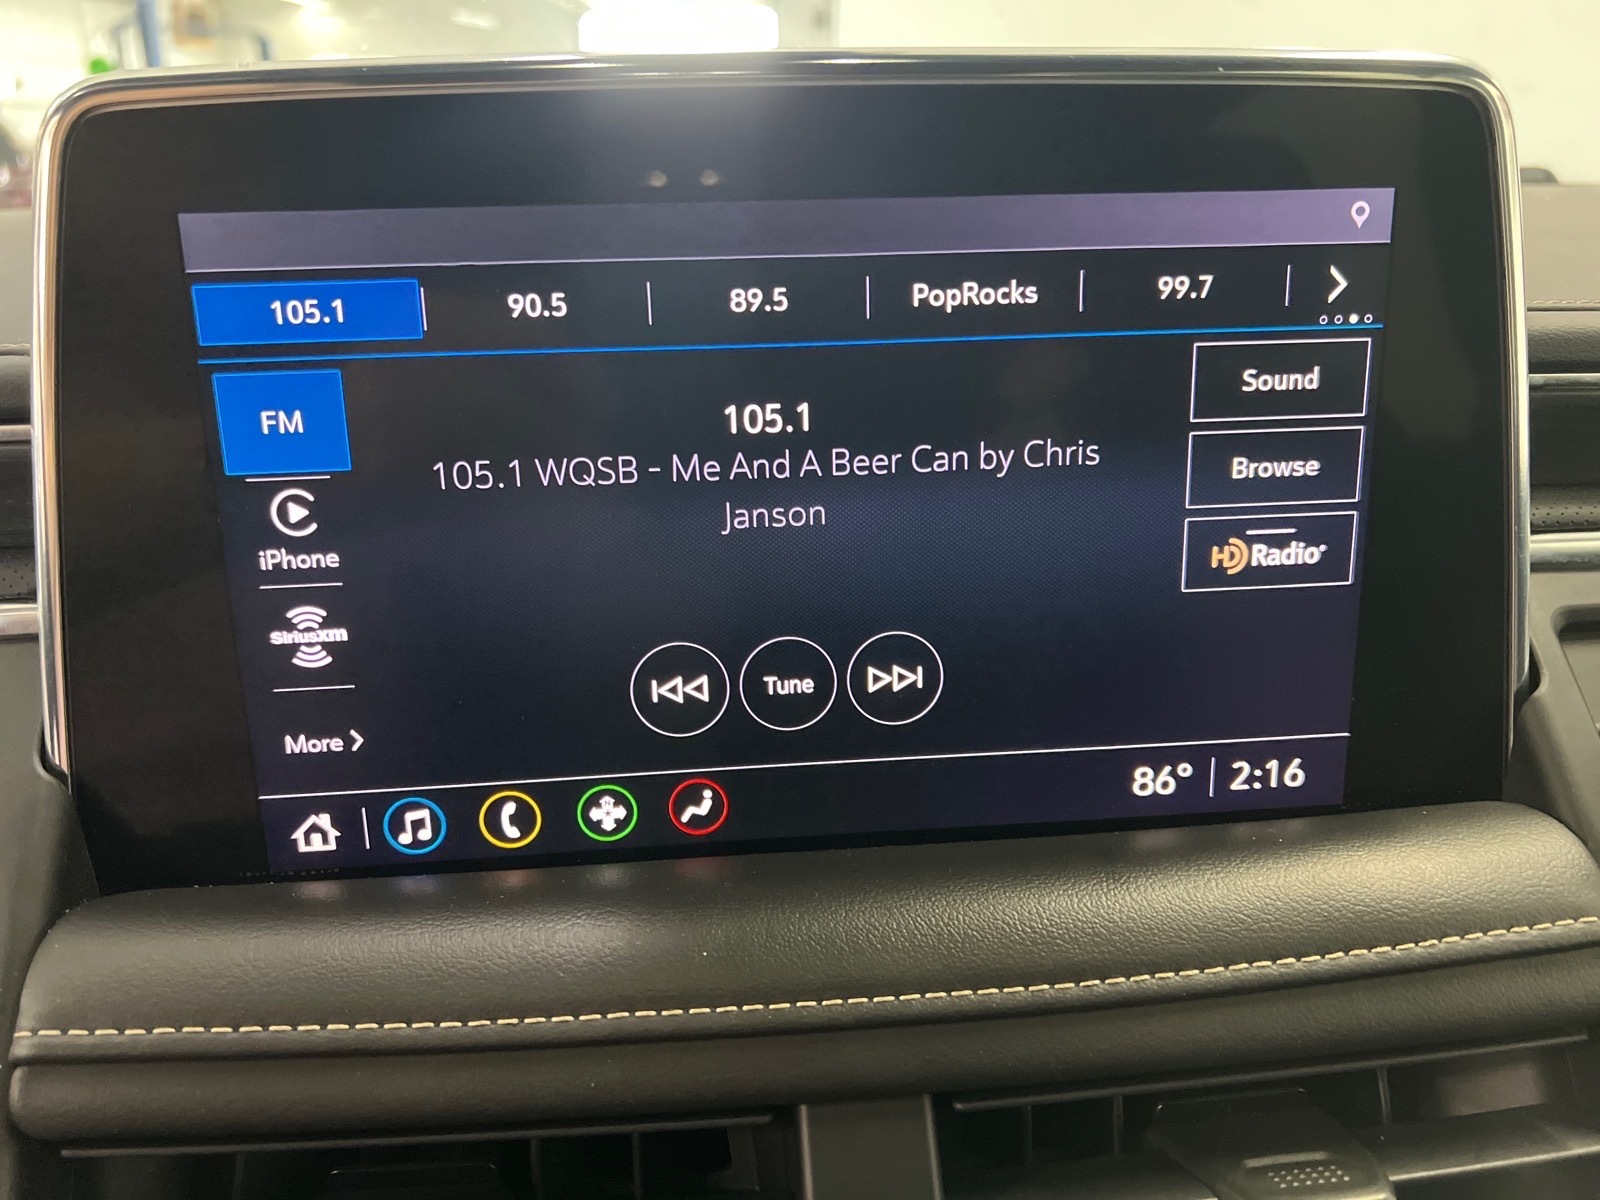 105.1 90.5 89.5 PopRocks 99.7
FM
105.1
Sound
105.1 WQSB - Me And A Beer Can by Chris
Janson
Browse
iPhone
HD Radio
SiriusXM
Tune
More
86° 2:16
N